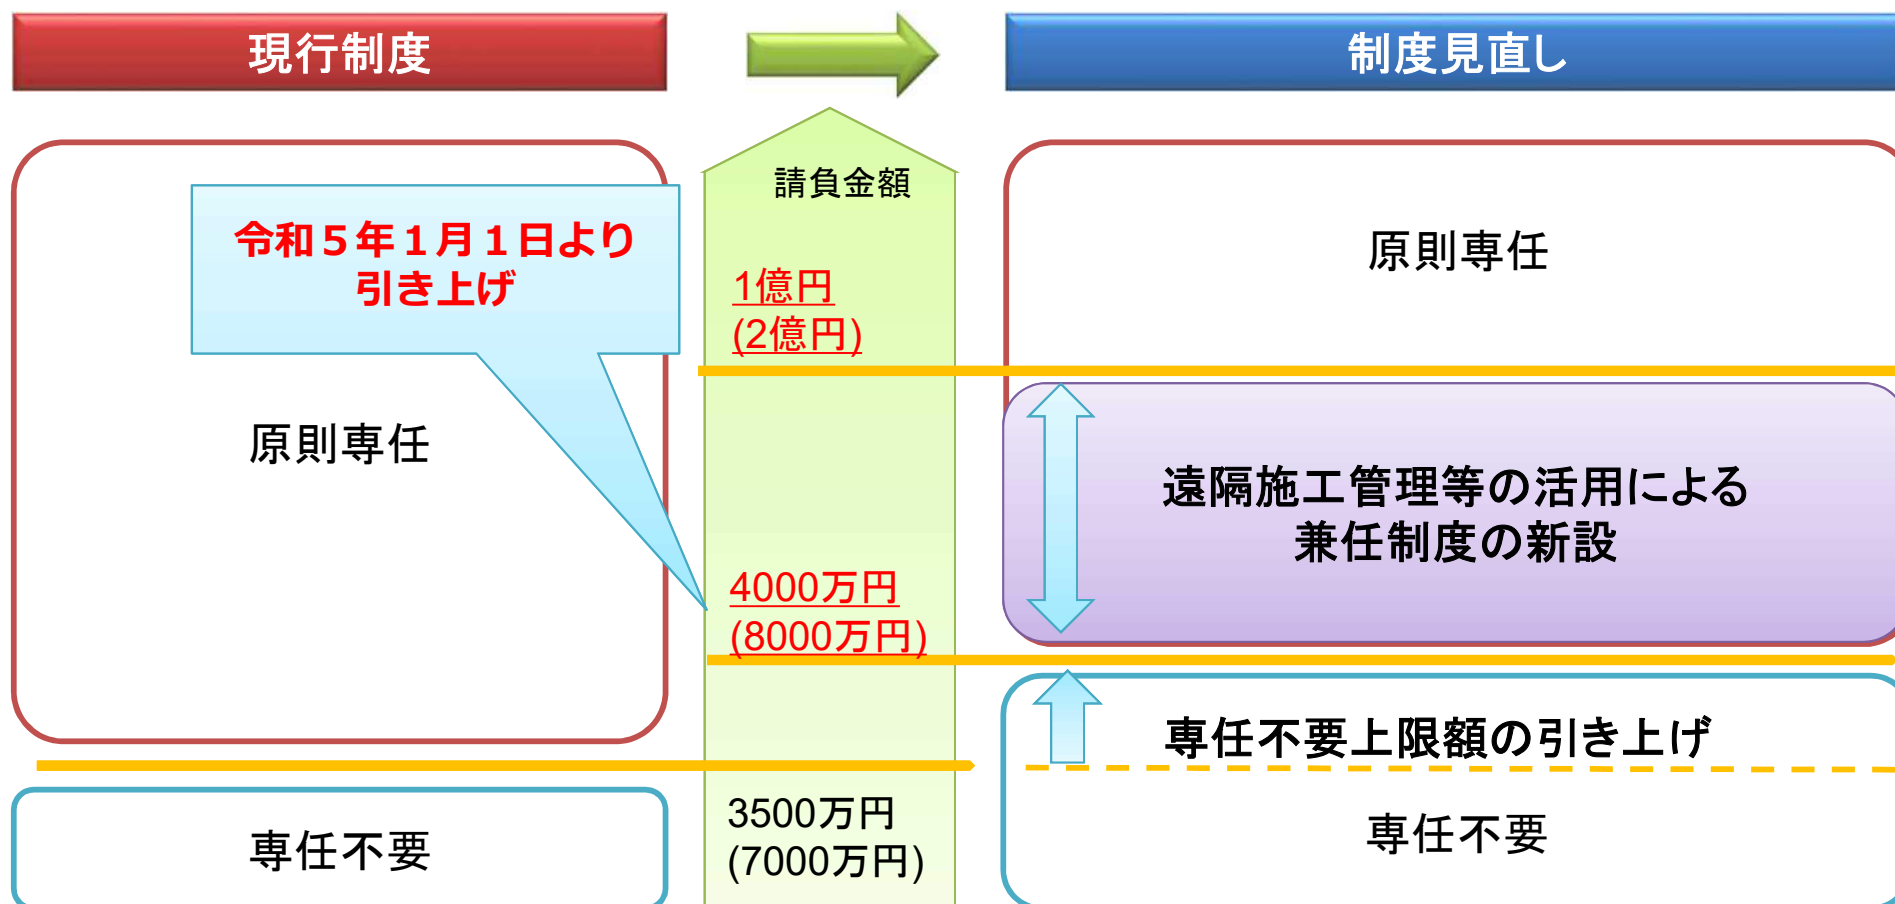 現行制度
制度見直し
請負金額
令和５年１月１日より
引き上げ
1億円
(2億円)
原則専任
原則専任
遠隔施工管理等の活用による
兼任制度の新設
4000万円
(8000万円)
専任不要上限額の引き上げ
3500万円
(7000万円)
専任不要
専任不要